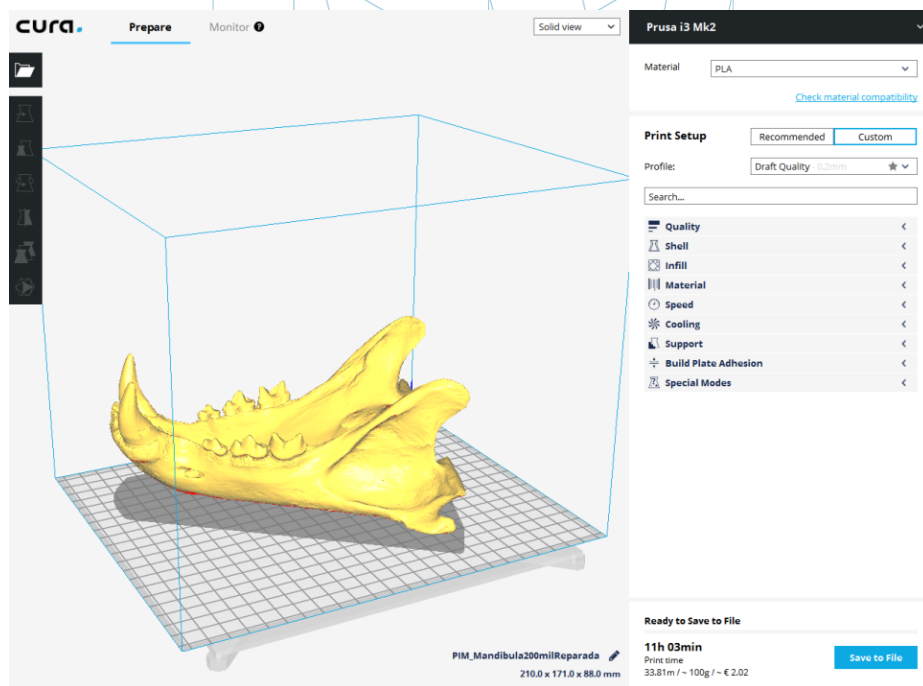 cura.
Prepare
Monitor ?
Solid view
Prusa i3 Mk2
Material
PLA
Check material compatibility
Print Setup
Recommended
Custom
Profile:
Draft Quality - 0.2mm
Search...
Quality
Shell
Infill
Material
Speed
Cooling
Support
Build Plate Adhesion
Special Modes
PIM_Mandibula200milReparada
210.0 x 171.0 x 88.0 mm
Ready to Save to File
11h 03min
Print time
33.81m / ~ 100g / ~ € 2.02
Save to File